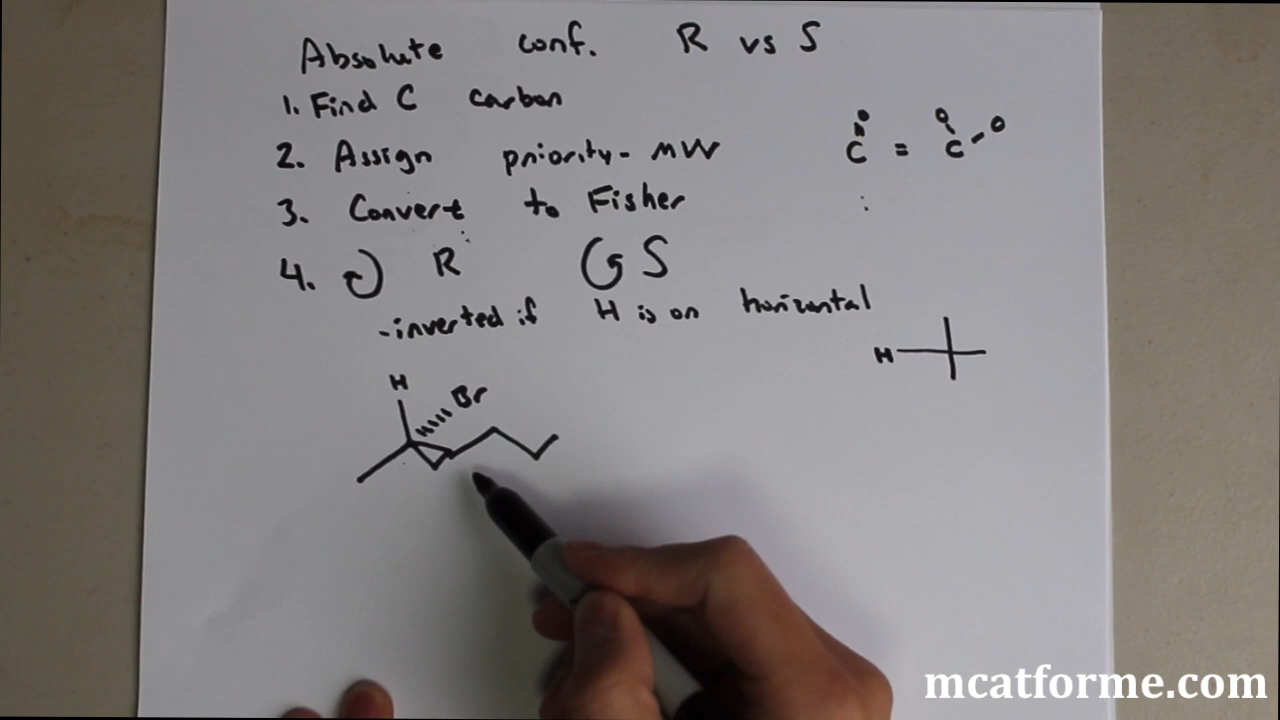 Absolute conf. R vs S
1. Find C carbon
2. Assign priority - MW
3. Convert to Fisher
4. R S
- inverted if H is on horizontal
O O O
C = C
H
H
Br
mcatforme.com